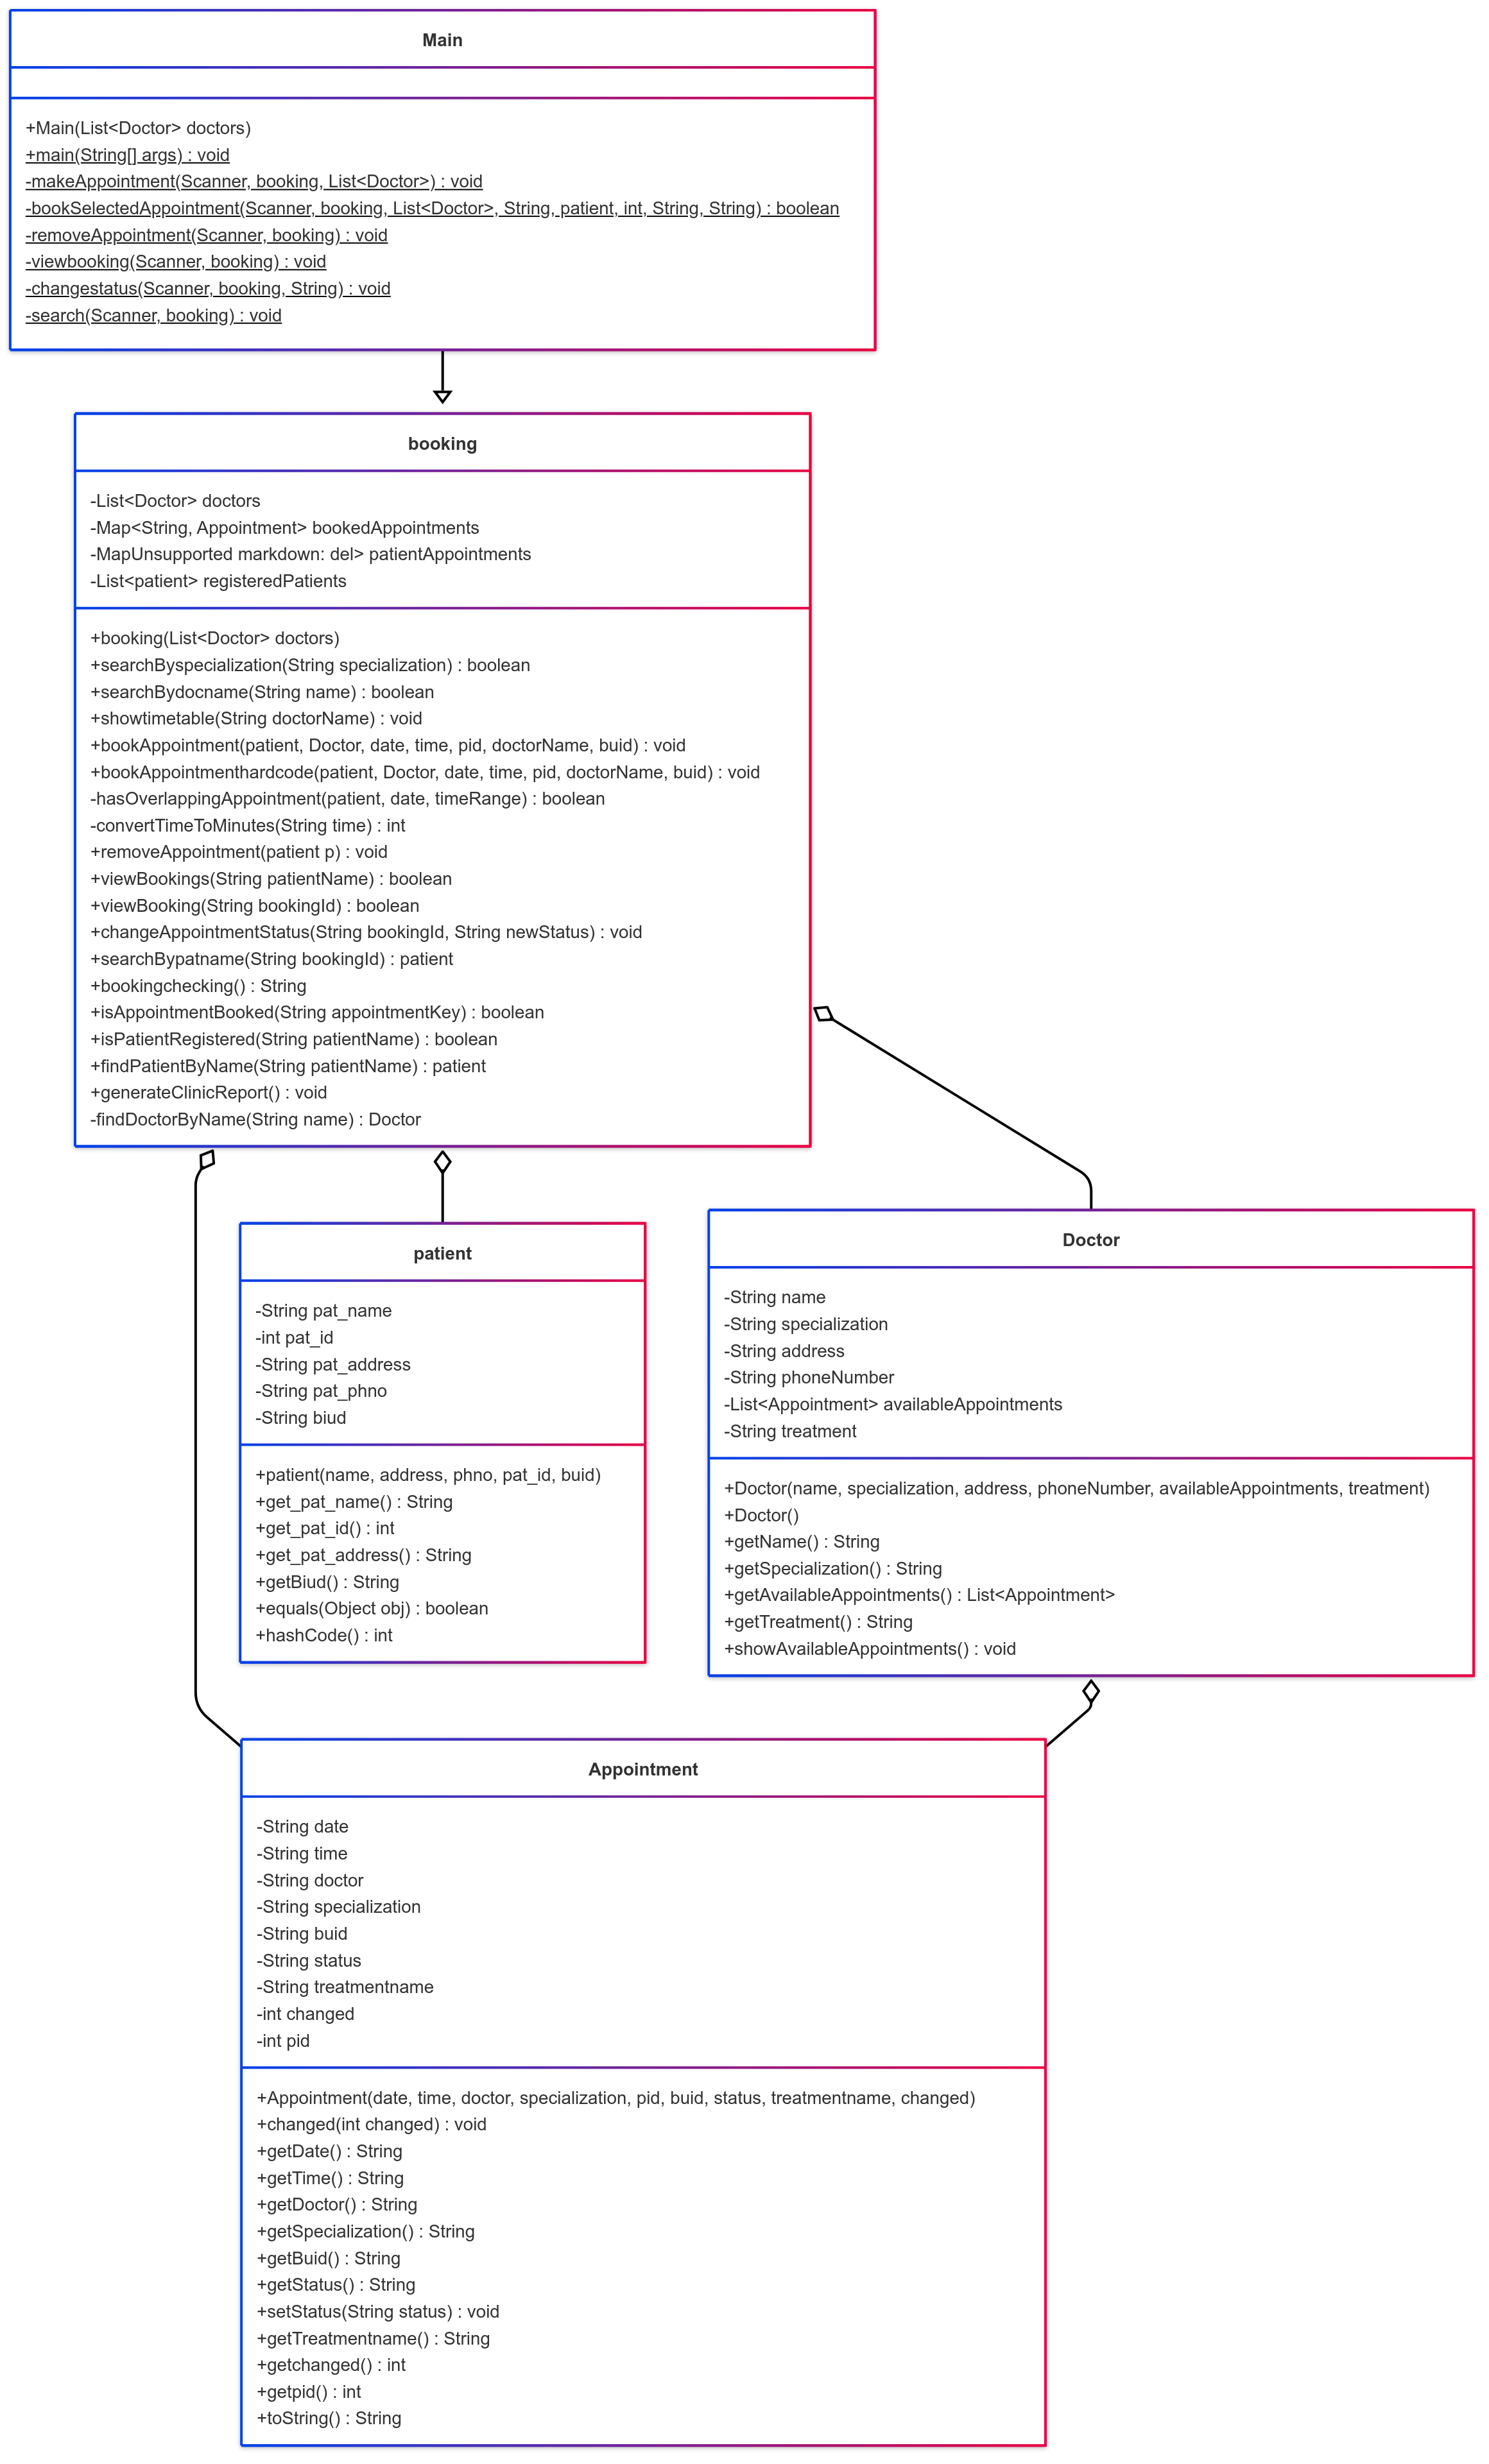 Main
+Main(List<Doctor> doctors)
+main(String[] args) : void
-makeAppointment(Scanner, booking, List<Doctor>) : void
-bookSelectedAppointment(Scanner, booking, List<Doctor>, String, patient, int, String, String) : boolean
-removeAppointment(Scanner, booking) : void
-viewbooking(Scanner, booking) : void
-changestatus(Scanner, booking, String) : void
-search(Scanner, booking) : void
booking
-List<Doctor> doctors
-Map<String, Appointment> bookedAppointments
-MapUnsupported markdown: del> patientAppointments
-List<patient> registeredPatients
+booking(List<Doctor> doctors)
+searchByspecialization(String specialization) : boolean
+searchBydocname(String name) : boolean
+showtimetable(String doctorName) : void
+bookAppointment(patient, Doctor, date, time, pid, doctorName, buid) : void
+bookAppointmenthardcode(patient, Doctor, date, time, pid, doctorName, buid) : void
-hasOverlappingAppointment(patient, date, timeRange) : boolean
-convertTimeToMinutes(String time) : int
+removeAppointment(patient p) : void
+viewBookings(String patientName) : boolean
+viewBooking(String bookingId) : boolean
+changeAppointmentStatus(String bookingId, String newStatus) : void
+searchBypatname(String bookingId) : patient
+bookingchecking() : String
+isAppointmentBooked(String appointmentKey) : boolean
+isPatientRegistered(String patientName) : boolean
+findPatientByName(String patientName) : patient
+generateClinicReport() : void
-findDoctorByName(String name) : Doctor
patient
-String pat_name
-int pat_id
-String pat_address
-String pat_phno
-String biud
+patient(name, address, phno, pat_id, buid)
+get_pat_name() : String
+get_pat_id() : int
+get_pat_address() : String
+getBiud() : String
+equals(Object obj) : boolean
+hashCode() : int
Doctor
-String name
-String specialization
-String address
-String phoneNumber
-List<Appointment> availableAppointments
-String treatment
+Doctor(name, specialization, address, phoneNumber, availableAppointments, treatment)
+Doctor()
+getName() : String
+getSpecialization() : String
+getAvailableAppointments() : List<Appointment>
+getTreatment() : String
+showAvailableAppointments() : void
Appointment
-String date
-String time
-String doctor
-String specialization
-String buid
-String status
-String treatmentname
-int changed
-int pid
+Appointment(date, time, doctor, specialization, pid, buid, status, treatmentname, changed)
+changed(int changed) : void
+getDate() : String
+getTime() : String
+getDoctor() : String
+getSpecialization() : String
+getBuid() : String
+getStatus() : String
+setStatus(String status) : void
+getTreatmentname() : String
+getchanged() : int
+getpid() : int
+toString() : String